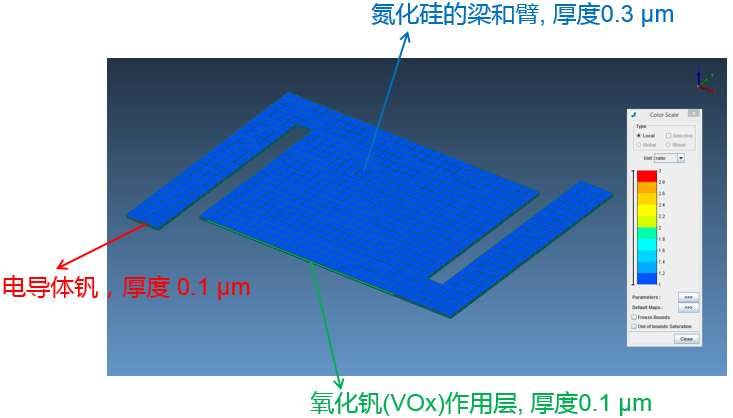 氮化硅的梁和臂, 厚度0.3 μm
Color Scale
Type
Local
Selection
Global
Mixed
Unit ratio
3
2.8
2.6
2.4
2.2
2
1.8
1.6
1.4
1.2
1
Parameters :
>>>
Default Maps :
>>>
Freeze Bounds
Out of bounds Saturation
Close
电导体钒，厚度 0.1 μm
氧化钒(VOx)作用层, 厚度0.1 μm